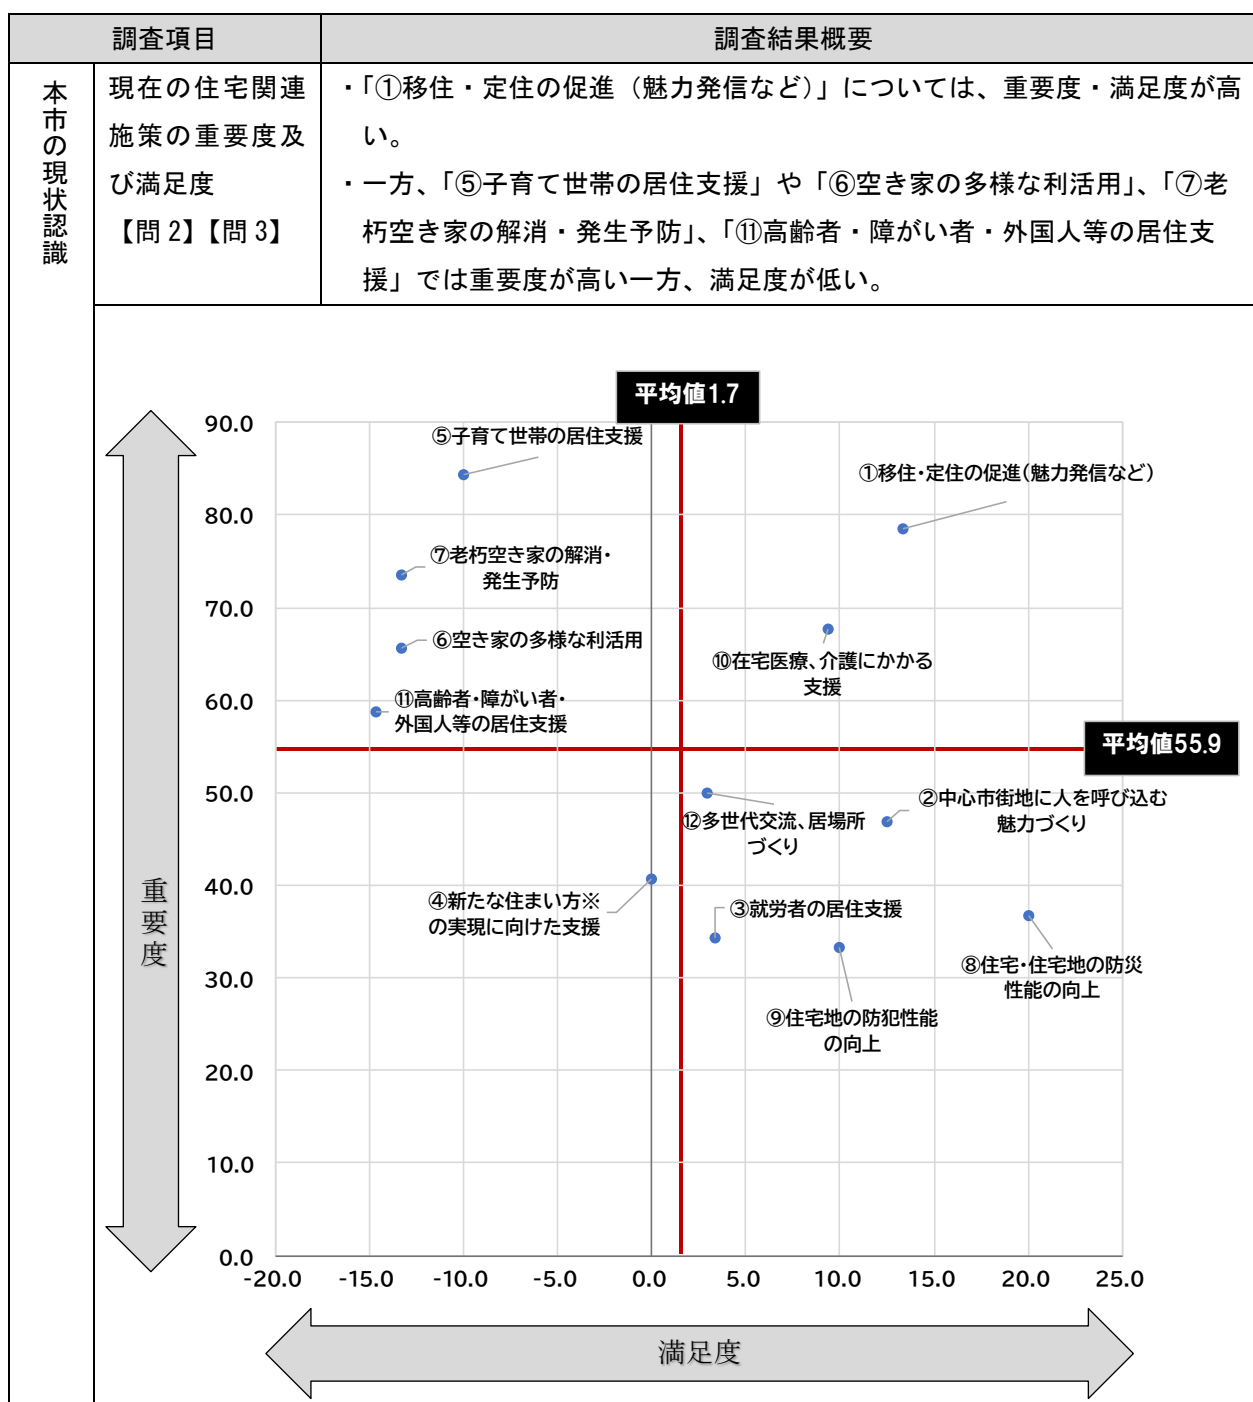 調査項目
調査結果概要
本市の現状認識
現在の住宅関連
施策の重要度及
び満足度
【問 2】【問 3】
・「①移住・定住の促進（魅力発信など）」については、重要度・満足度が高
い。
・一方、「⑤子育て世帯の居住支援」や「⑥空き家の多様な利活用」、「⑦老
朽空き家の解消・発生予防」、「⑪高齢者・障がい者・外国人等の居住支
援」では重要度が高い一方、満足度が低い。
平均値1.7
90.0
⑤子育て世帯の居住支援
①移住・定住の促進（魅力発信など）
80.0
⑦老朽空き家の解消・
発生予防
70.0
⑥空き家の多様な利活用
⑩在宅医療、介護にかかる
支援
60.0
⑪高齢者・障がい者・
外国人等の居住支援
平均値55.9
50.0
②中心市街地に人を呼び込む
魅力づくり
⑫多世代交流、居場所
づくり
40.0
④新たな住まい方※
の実現に向けた支援
③就労者の居住支援
重要度
30.0
⑧住宅・住宅地の防災
性能の向上
⑨住宅地の防犯性能
の向上
20.0
10.0
0.0
-20.0 -15.0 -10.0 -5.0 0.0 5.0 10.0 15.0 20.0 25.0
満足度